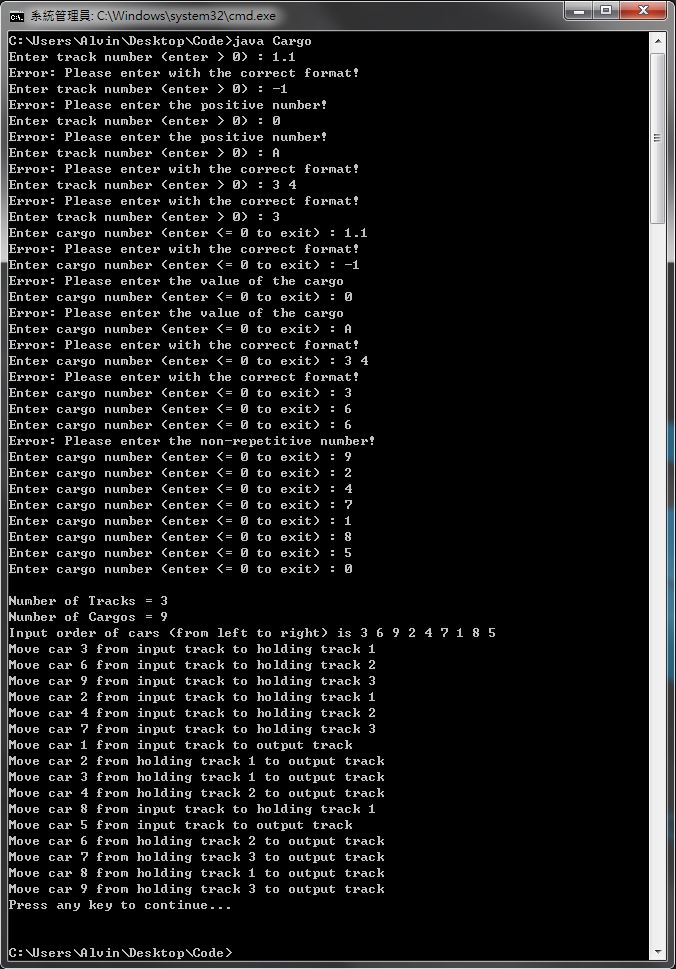 系統管理員: C:\Windows\system32\cmd.exe
C:\Users\Alvin\Desktop\Code>java Cargo
Enter track number (enter > 0) : 1.1
Error: Please enter with the correct format!
Enter track number (enter > 0) : -1
Error: Please enter the positive number!
Enter track number (enter > 0) : 0
Error: Please enter the positive number!
Enter track number (enter > 0) : A
Error: Please enter with the correct format!
Enter track number (enter > 0) : 3 4
Error: Please enter with the correct format!
Enter track number (enter > 0) : 3
Enter cargo number (enter <= 0 to exit) : 1.1
Error: Please enter with the correct format!
Enter cargo number (enter <= 0 to exit) : -1
Error: Please enter the value of the cargo
Enter cargo number (enter <= 0 to exit) : 0
Error: Please enter the value of the cargo
Enter cargo number (enter <= 0 to exit) : A
Error: Please enter with the correct format!
Enter cargo number (enter <= 0 to exit) : 3 4
Error: Please enter with the correct format!
Enter cargo number (enter <= 0 to exit) : 3
Enter cargo number (enter <= 0 to exit) : 6
Enter cargo number (enter <= 0 to exit) : 6
Error: Please enter the non-repetitive number!
Enter cargo number (enter <= 0 to exit) : 9
Enter cargo number (enter <= 0 to exit) : 2
Enter cargo number (enter <= 0 to exit) : 4
Enter cargo number (enter <= 0 to exit) : 7
Enter cargo number (enter <= 0 to exit) : 1
Enter cargo number (enter <= 0 to exit) : 8
Enter cargo number (enter <= 0 to exit) : 5
Enter cargo number (enter <= 0 to exit) : 0
Number of Tracks = 3
Number of Cargos = 9
Input order of cars (from left to right) is 3 6 9 2 4 7 1 8 5
Move car 3 from input track to holding track 1
Move car 6 from input track to holding track 2
Move car 9 from input track to holding track 3
Move car 2 from input track to holding track 1
Move car 4 from input track to holding track 2
Move car 7 from input track to holding track 3
Move car 1 from input track to output track
Move car 2 from holding track 1 to output track
Move car 3 from holding track 1 to output track
Move car 4 from holding track 2 to output track
Move car 8 from input track to holding track 1
Move car 5 from input track to output track
Move car 6 from holding track 2 to output track
Move car 7 from holding track 3 to output track
Move car 8 from holding track 1 to output track
Move car 9 from holding track 3 to output track
Press any key to continue...
C:\Users\Alvin\Desktop\Code>